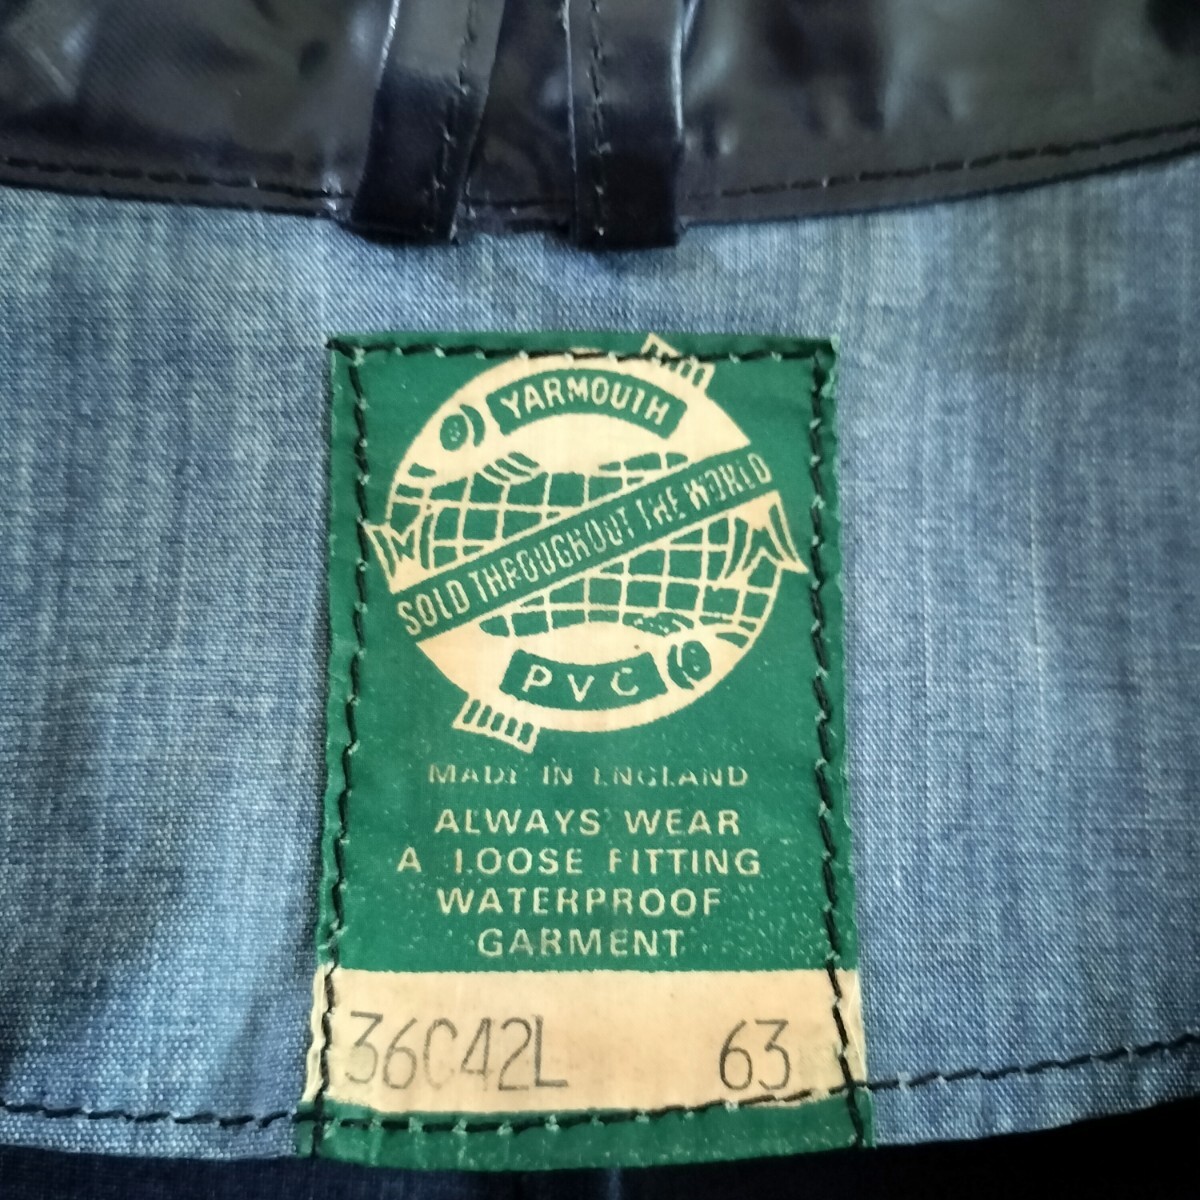 YARMOUTH
SOLD THROUGHOUT THE WORLD
PVC
MADE IN ENGLAND
ALWAYS WEAR
A LOOSE FITTING
WATERPROOF
GARMENT
36C42L 63